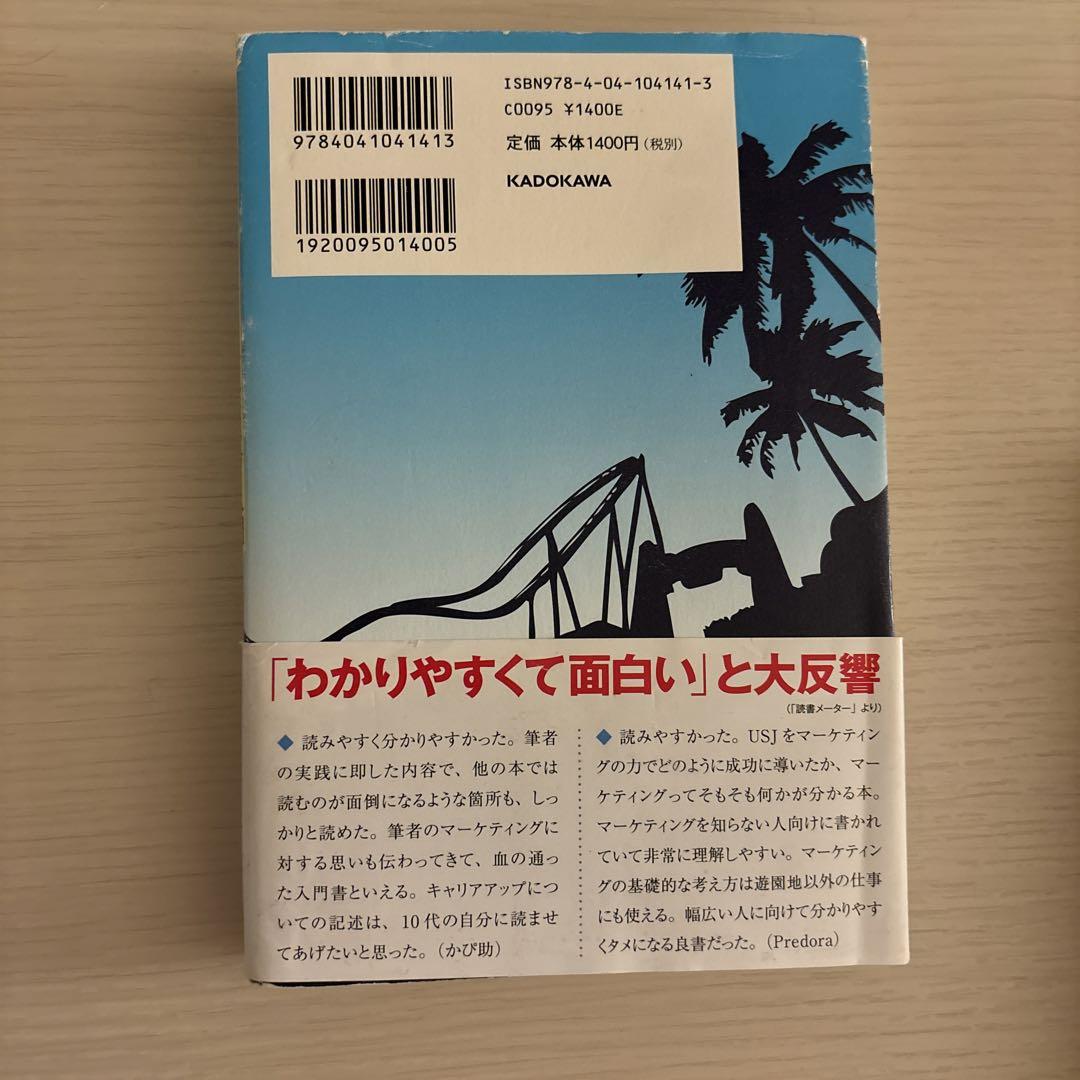 ISBN978-4-04-104141-3
C0095 ¥1400E
定価 本体1400円(税別)
KADOKAWA
9784041041413
1920095014005
「わかりやすくて面白い」と大反響
(「読書メーター」より)
◆ 読みやすく分かりやすかった。筆者
の実践に即した内容で、他の本では
読むのが面倒になるような箇所も、しっ
かりと読めた。筆者のマーケティングに
対する思いも伝わってきて、血の通っ
た入門書といえる。キャリアアップにつ
いての記述は、10代の自分に読ませ
てあげたいと思った。(かび助)
◆ 読みやすかった。USJをマーケティン
グの力でどのように成功に導いたか、マー
ケティングってそもそも何かが分かる本。
マーケティングを知らない人向けに書かれ
ていて非常に理解しやすい。マーケティン
グの基礎的な考え方は遊園地以外の仕事
にも使える。幅広い人に向けて分かりやす
くタメになる良書だった。(Predora)